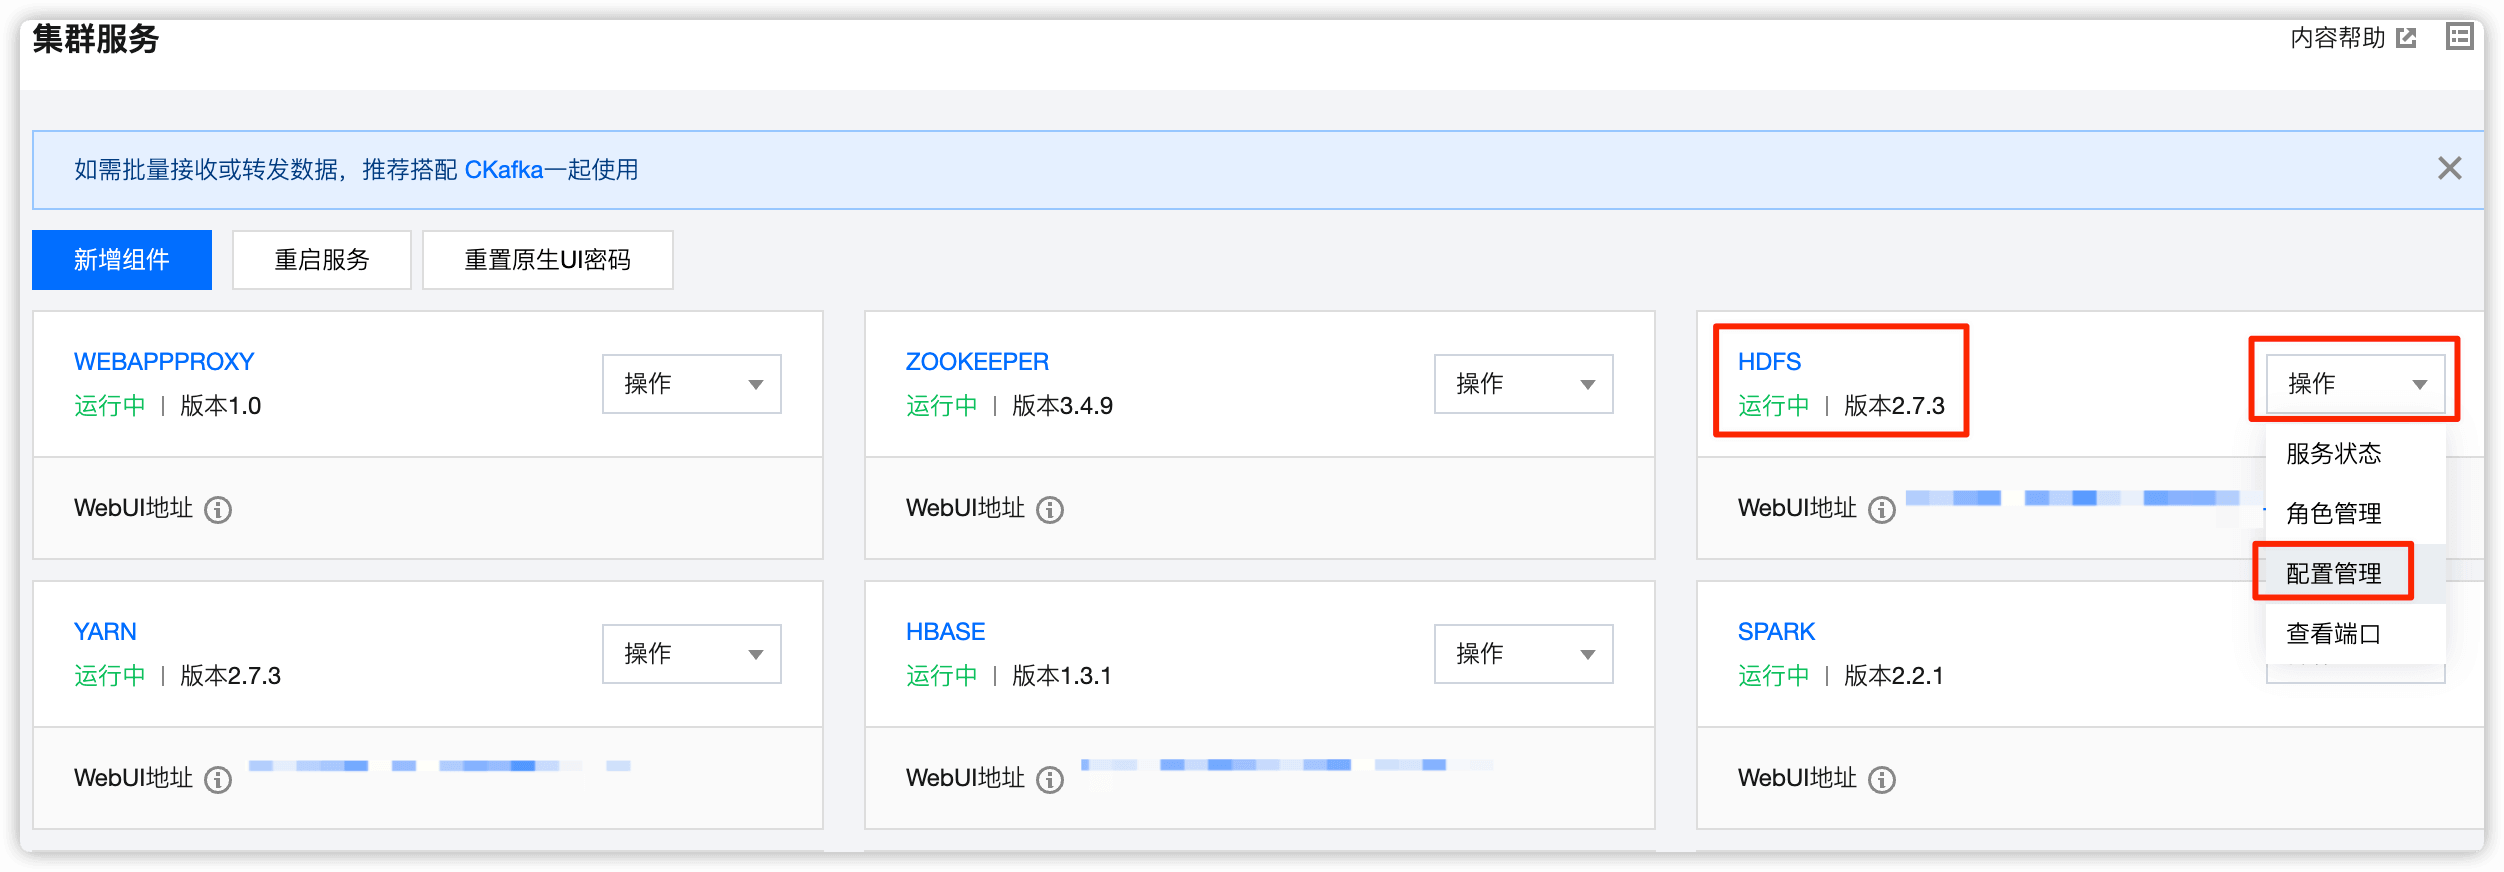 集群服务
内容帮助
如需批量接收或转发数据，推荐搭配 CKafka一起使用
新增组件
重启服务
重置原生UI密码
WEBAPPPROXY
运行中 | 版本1.0
操作
WebUI地址
ZOOKEEPER
运行中 | 版本3.4.9
操作
WebUI地址
HDFS
运行中 | 版本2.7.3
操作
服务状态
角色管理
配置管理
查看端口
WebUI地址
YARN
运行中 | 版本2.7.3
操作
WebUI地址
HBASE
运行中 | 版本1.3.1
操作
WebUI地址
SPARK
运行中 | 版本2.2.1
WebUI地址